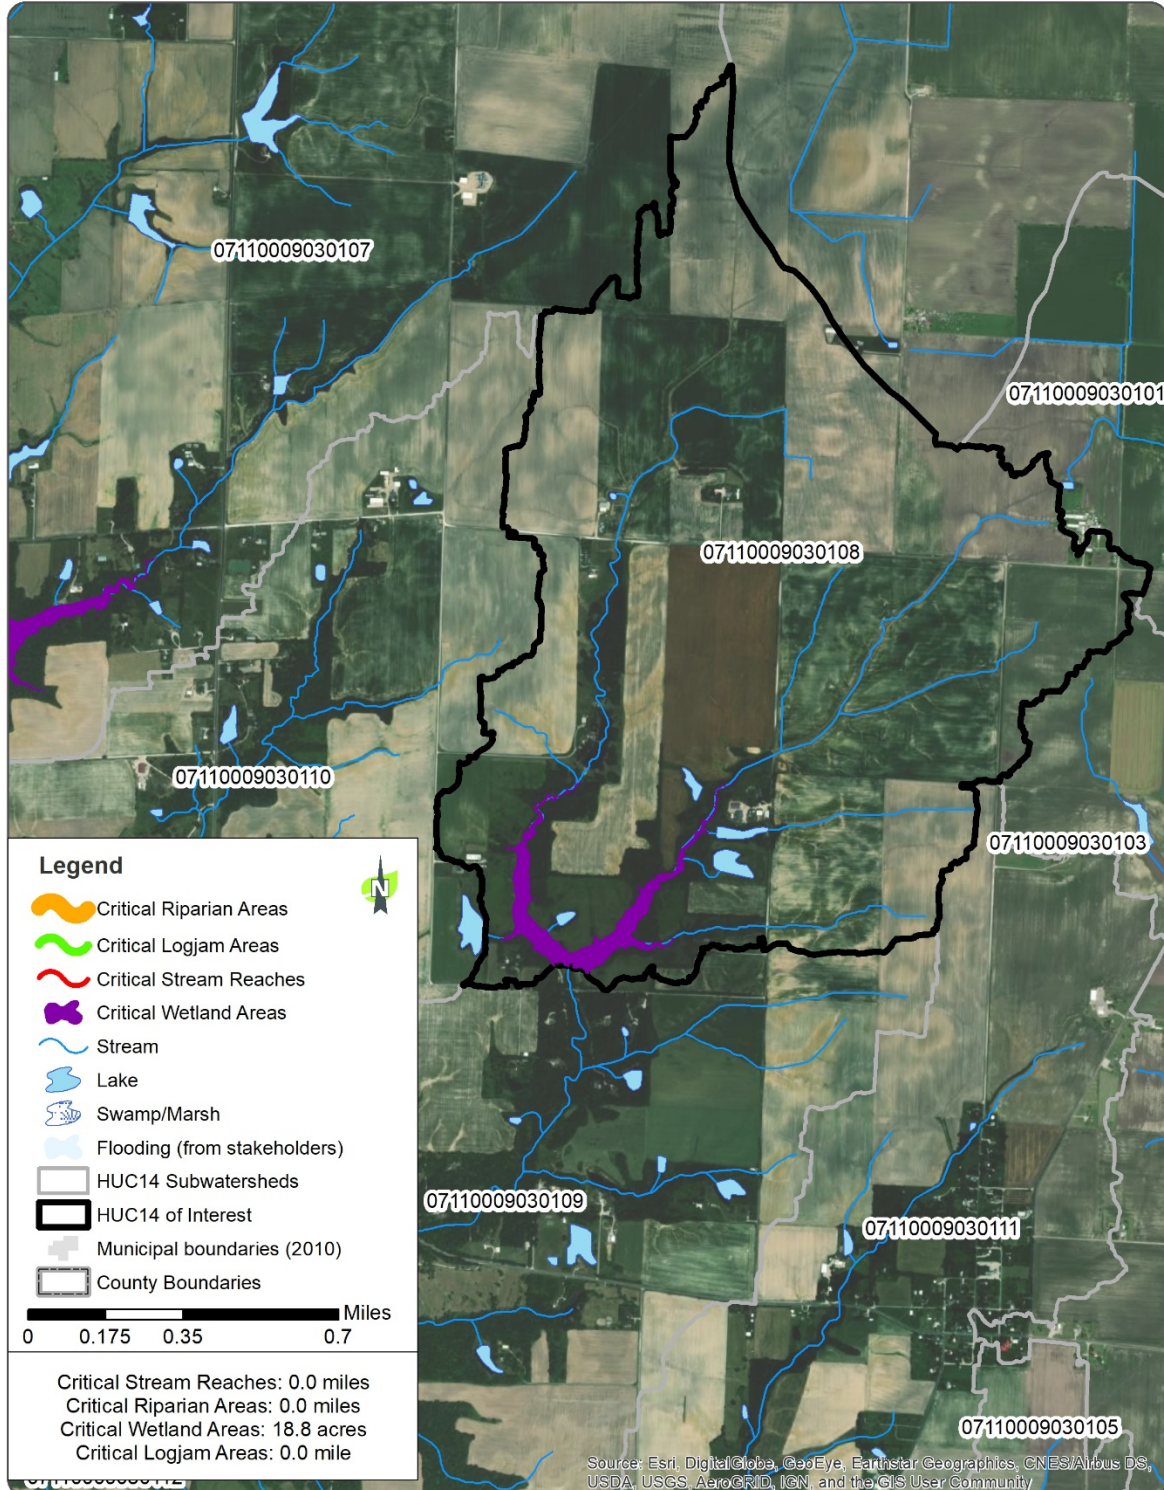 07110009030107
07110009030101
07110009030108
07110009030110
07110009030103
Legend
N
Critical Riparian Areas
Critical Logjam Areas
Critical Stream Reaches
Critical Wetland Areas
Stream
Lake
Swamp/Marsh
Flooding (from stakeholders)
HUC14 Subwatersheds
HUC14 of Interest
Municipal boundaries (2010)
County Boundaries
Miles
0 0.175 0.35 0.7
07110009030109
07110009030111
Critical Stream Reaches: 0.0 miles
Critical Riparian Areas: 0.0 miles
Critical Wetland Areas: 18.8 acres
Critical Logjam Areas: 0.0 mile
07110009030105
Source: Esri, DigitalGlobe, GeoEye, Earthstar Geographics, CNES/Airbus DS,
USDA, USGS, AeroGRID, IGN, and the GIS User Community